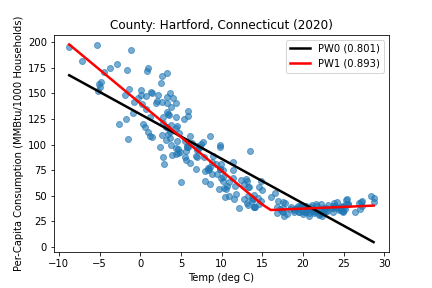 County: Hartford, Connecticut (2020)
PW0 (0.801)
PW1 (0.893)
Per-Capita Consumption (MMBtu/1000 Households)
200
175
150
125
100
75
50
25
0
−10 −5 0 5 10 15 20 25 30
Temp (deg C)